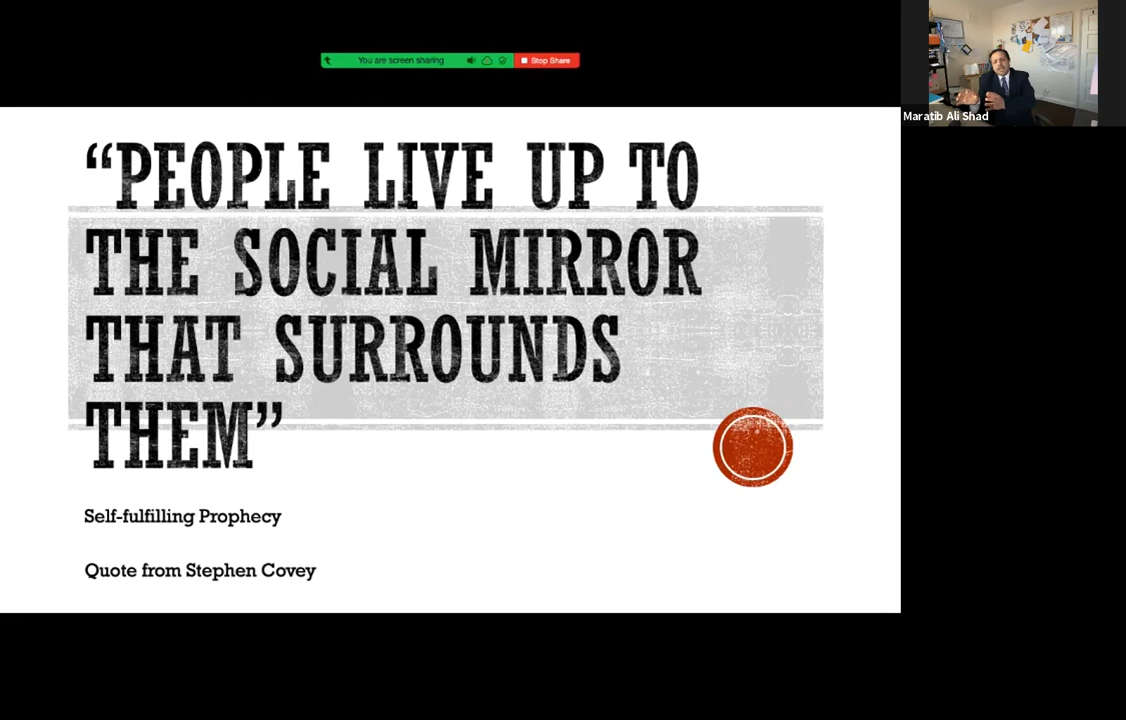 You are screen sharing
Stop Share
Maratib Ali Shad
“PEOPLE LIVE UP TO
THE SOCIAL MIRROR
THAT SURROUNDS
THEM”
Self-fulfilling Prophecy
Quote from Stephen Covey